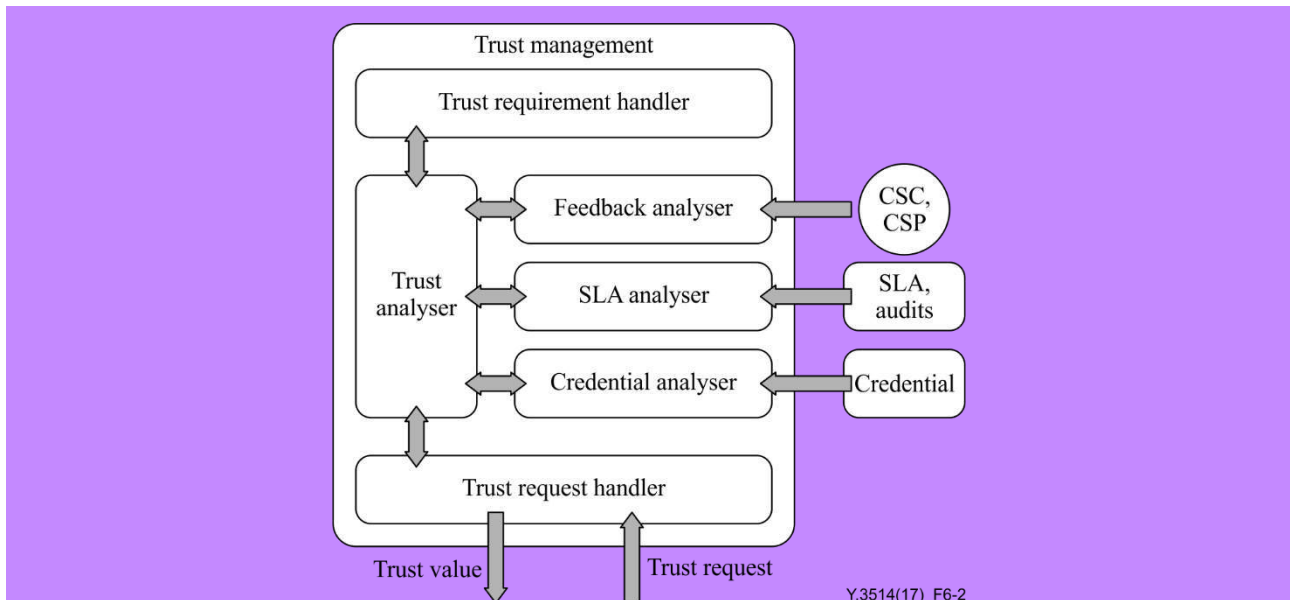 Trust management
Trust requirement handler
Feedback analyser
CSC,
CSP
Trust
analyser
SLA analyser
SLA,
audits
Credential analyser
Credential
Trust request handler
Trust value
Trust request
Y.3514(17)_F6-2